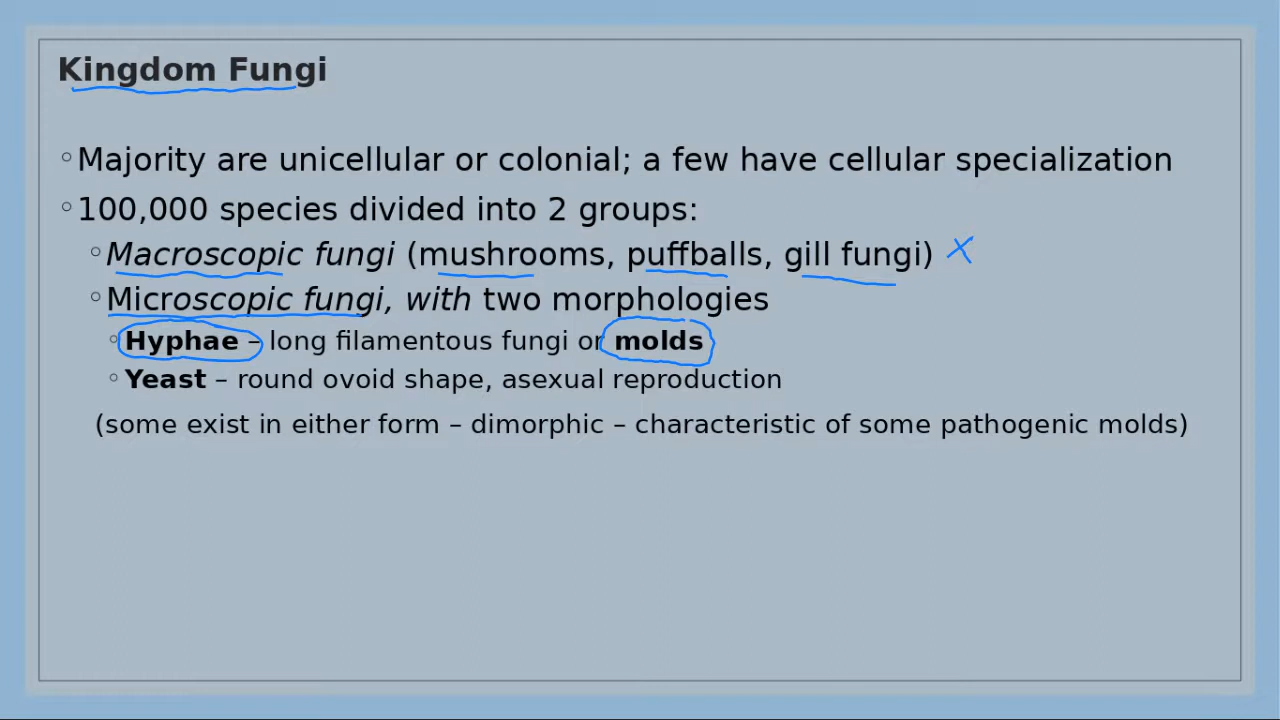 Kingdom Fungi
◦Majority are unicellular or colonial; a few have cellular specialization
◦100,000 species divided into 2 groups:
◦Macroscopic fungi (mushrooms, puffballs, gill fungi) X
◦Microscopic fungi, with two morphologies
◦Hyphae – long filamentous fungi or molds
◦Yeast – round ovoid shape, asexual reproduction
(some exist in either form – dimorphic – characteristic of some pathogenic molds)